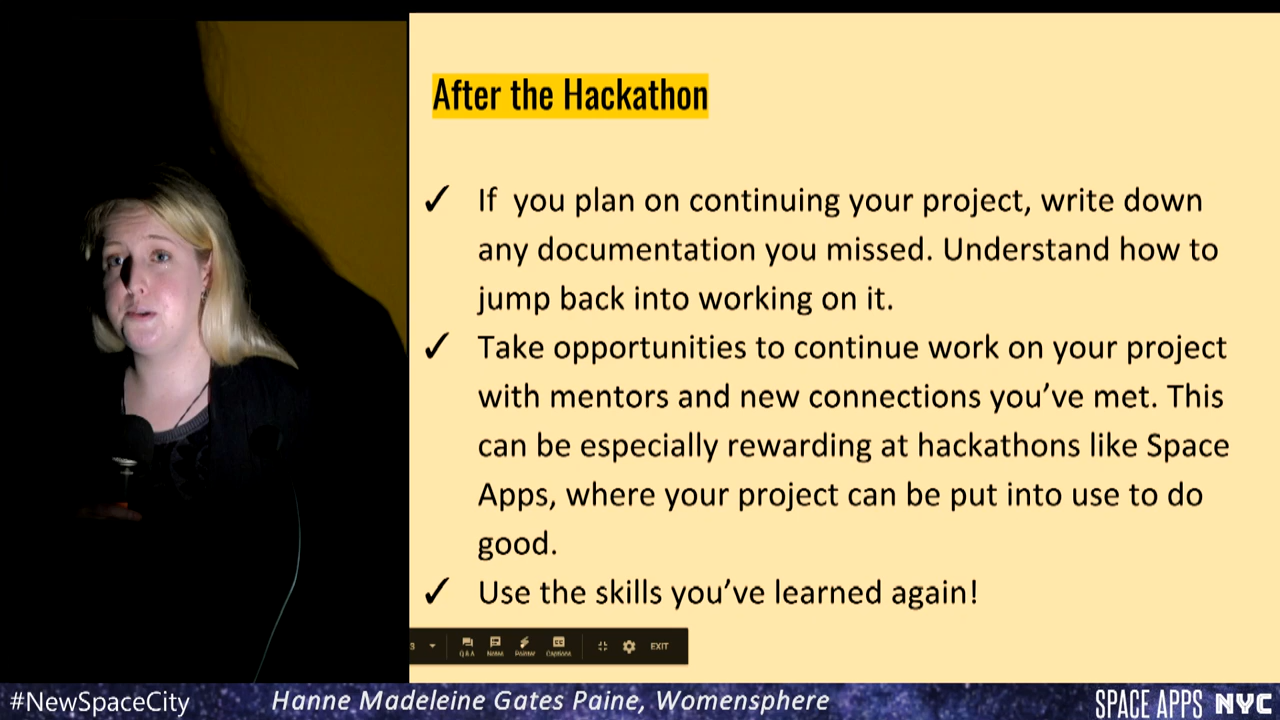 After the Hackathon
✓ If  you plan on continuing your project, write down
any documentation you missed. Understand how to
jump back into working on it.
✓ Take opportunities to continue work on your project
with mentors and new connections you’ve met. This
can be especially rewarding at hackathons like Space
Apps, where your project can be put into use to do
good.
✓ Use the skills you’ve learned again!
Q&A Notes Pointer Captions EXIT
#NewSpaceCity Hanne Madeleine Gates Paine, Womensphere SPACE APPS NYC